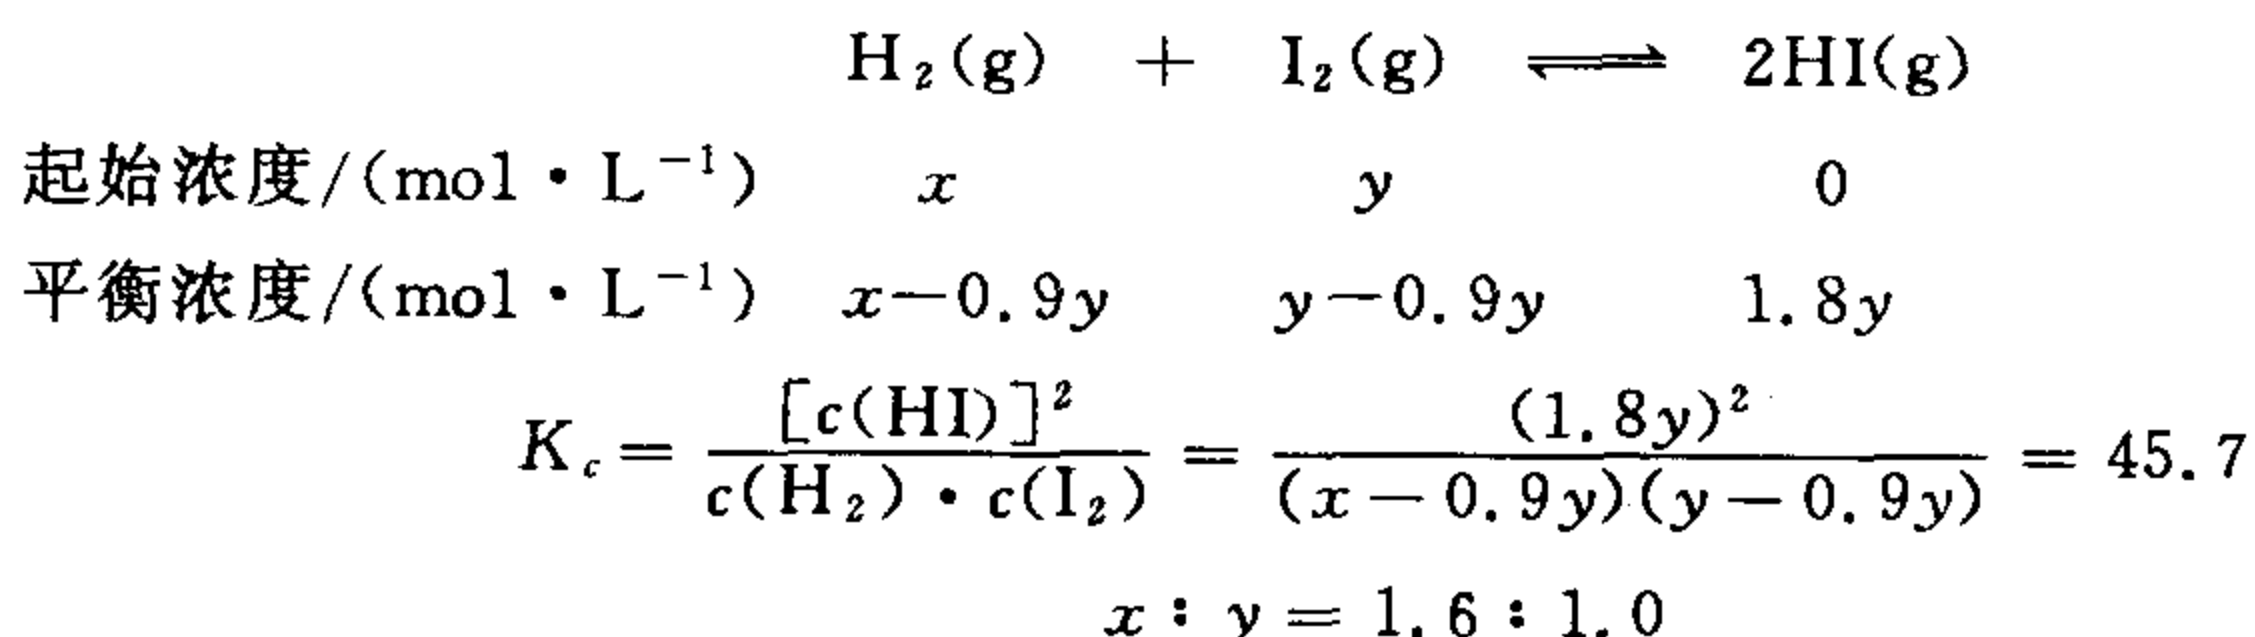 H₂(g) + I₂(g) ⇌ 2HI(g)
起始浓度/(mol·L⁻¹) x y 0
平衡浓度/(mol·L⁻¹) x−0.9y y−0.9y 1.8y
K_c = [c(HI)]² / c(H₂)·c(I₂) = (1.8y)² / (x−0.9y)(y−0.9y) = 45.7
x : y = 1.6 : 1.0